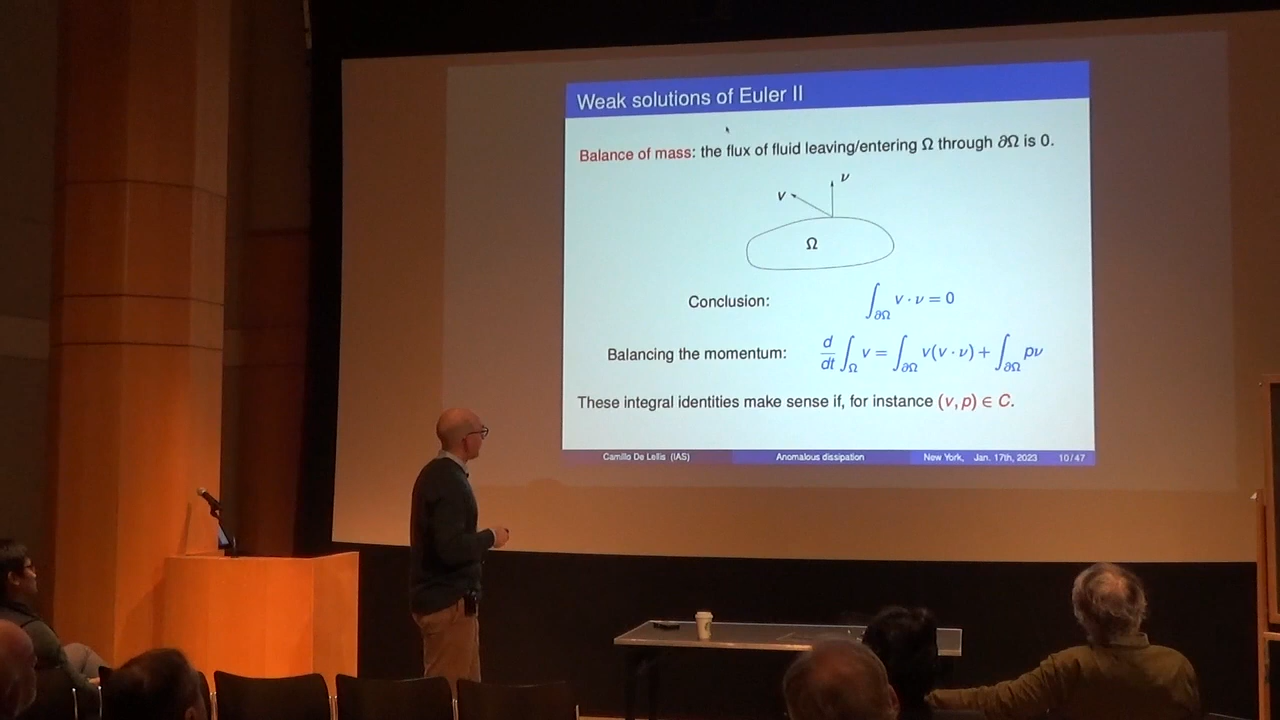 Weak solutions of Euler II
Balance of mass: the flux of fluid leaving/entering Ω through ∂Ω is 0.
ν
v
Ω
Conclusion: ∫_{∂Ω} v · ν = 0
Balancing the momentum: d/dt ∫_Ω v = ∫_{∂Ω} v(v · ν) + ∫_{∂Ω} pν
These integral identities make sense if, for instance (v, p) ∈ C.
Camillo De Lellis (IAS) Anomalous dissipation New York, Jan. 17th, 2023 10/47